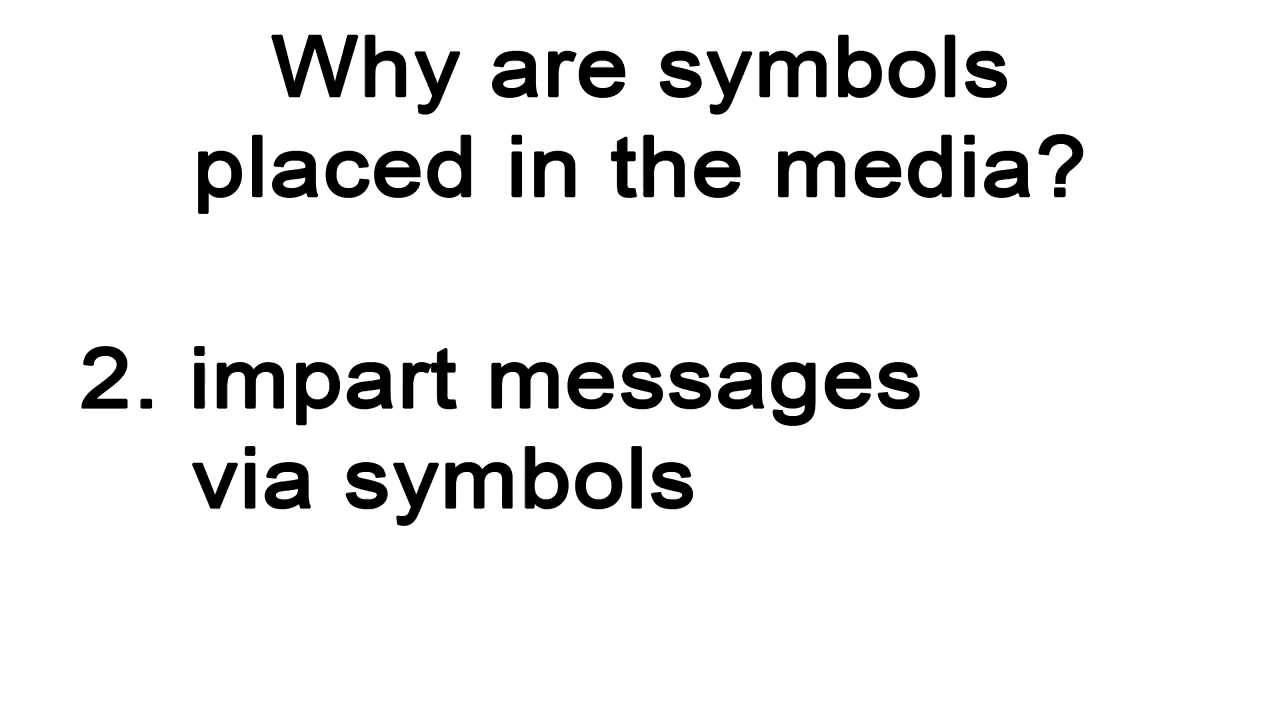 Why are symbols
placed in the media?
2. impart messages
via symbols